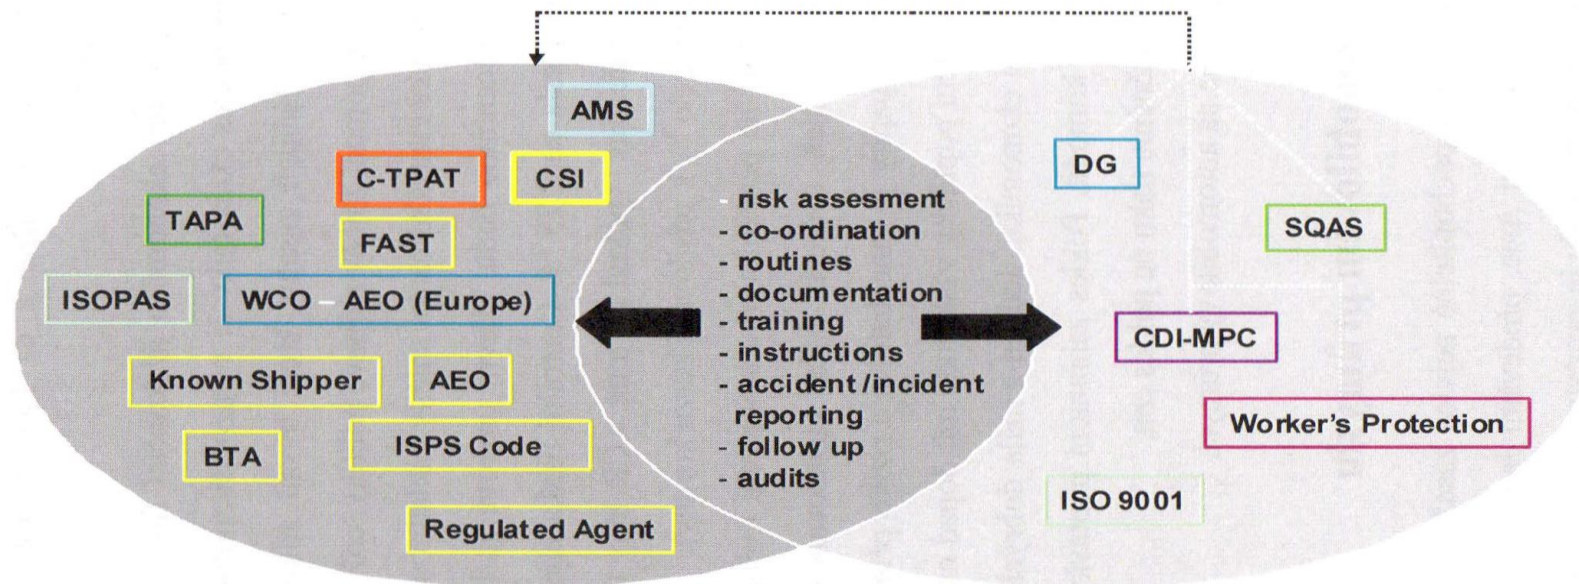 AMS
C-TPAT
CSI
TAPA
FAST
ISOPAS
WCO – AEO (Europe)
Known Shipper
AEO
BTA
ISPS Code
Regulated Agent
- risk assesment
- co-ordination
- routines
- documentation
- training
- instructions
- accident/incident
reporting
- follow up
- audits
DG
SQAS
CDI-MPC
Worker's Protection
ISO 9001